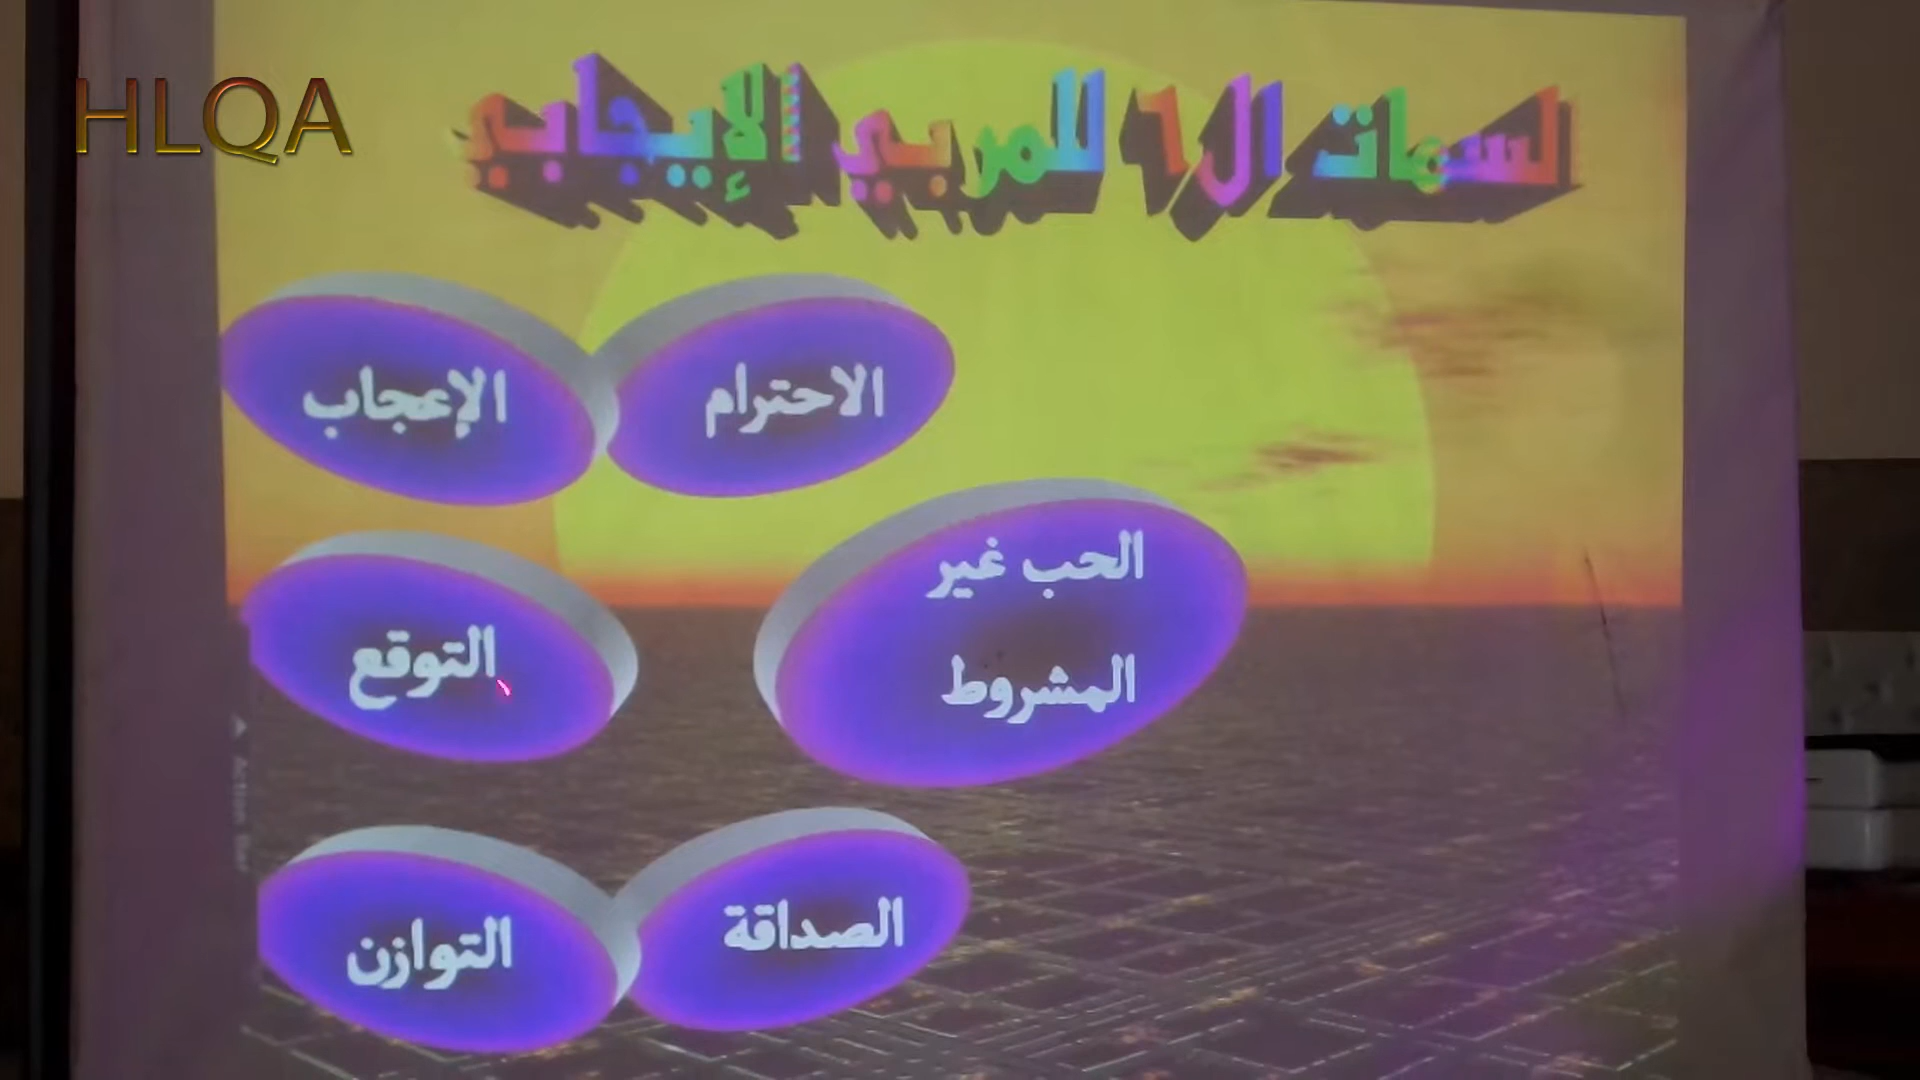 HLQA
السمات ال٦ للمربي الإيجابي
الاحترام
الإعجاب
الحب غير
المشروط
التوقع
الصداقة
التوازن